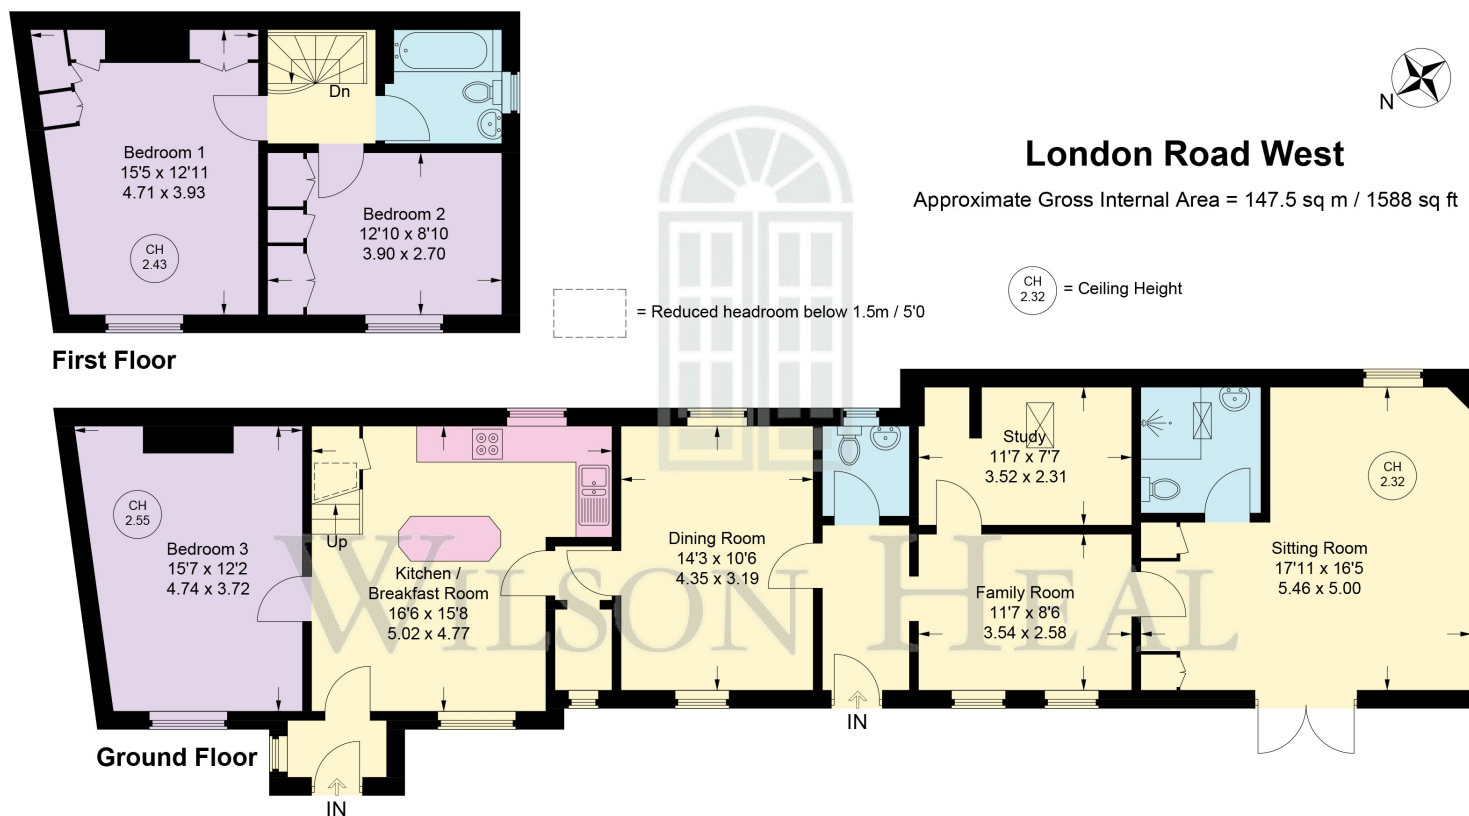 Dn
Bedroom 1
15'5 x 12'11
4.71 x 3.93
CH
2.43
Bedroom 2
12'10 x 8'10
3.90 x 2.70
First Floor
N
London Road West
Approximate Gross Internal Area = 147.5 sq m / 1588 sq ft
= Reduced headroom below 1.5m / 5'0
CH
2.32
= Ceiling Height
CH
2.55
Bedroom 3
15'7 x 12'2
4.74 x 3.72
Up
Kitchen /
Breakfast Room
16'6 x 15'8
5.02 x 4.77
Dining Room
14'3 x 10'6
4.35 x 3.19
Study
11'7 x 7'7
3.52 x 2.31
Family Room
11'7 x 8'6
3.54 x 2.58
CH
2.32
Sitting Room
17'11 x 16'5
5.46 x 5.00
WILSON HEAL
IN
Ground Floor
IN